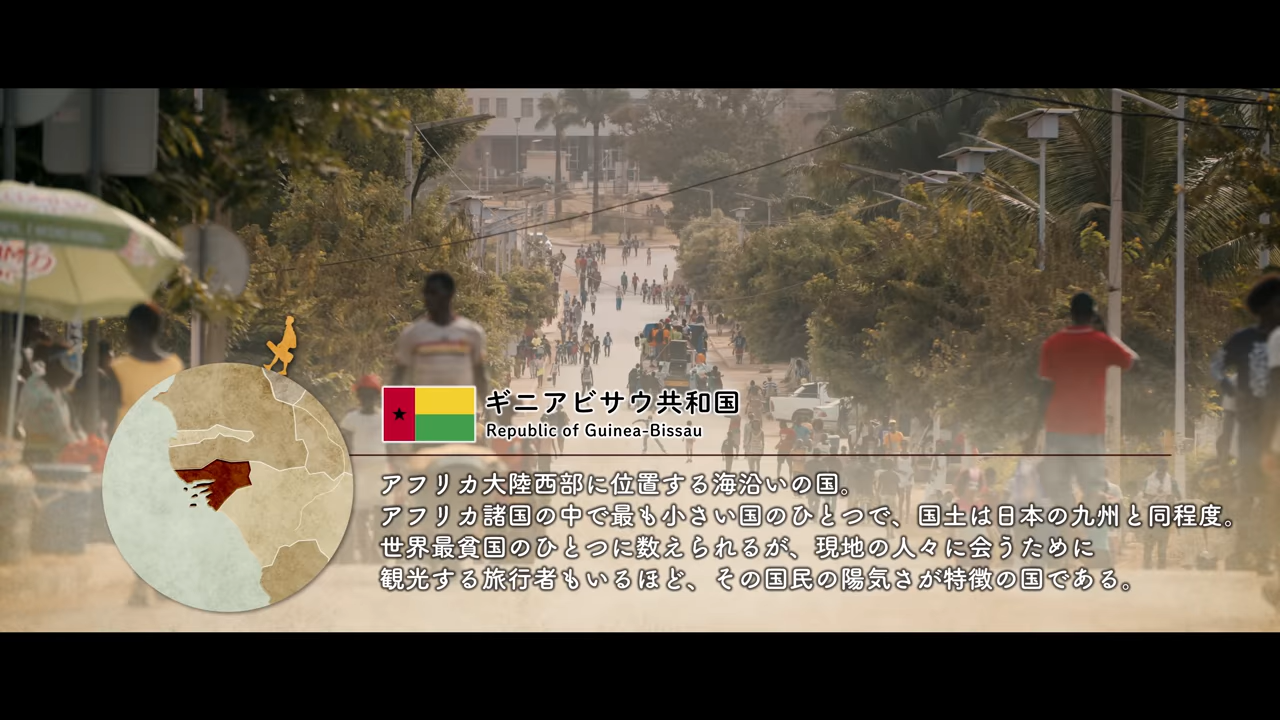 ギニアビサウ共和国
Republic of Guinea-Bissau
アフリカ大陸西部に位置する海沿いの国。
アフリカ諸国の中で最も小さい国のひとつで、国土は日本の九州と同程度。
世界最貧国のひとつに数えられるが、現地の人々に会うために
観光する旅行者もいるほど、その国民の陽気さが特徴の国である。